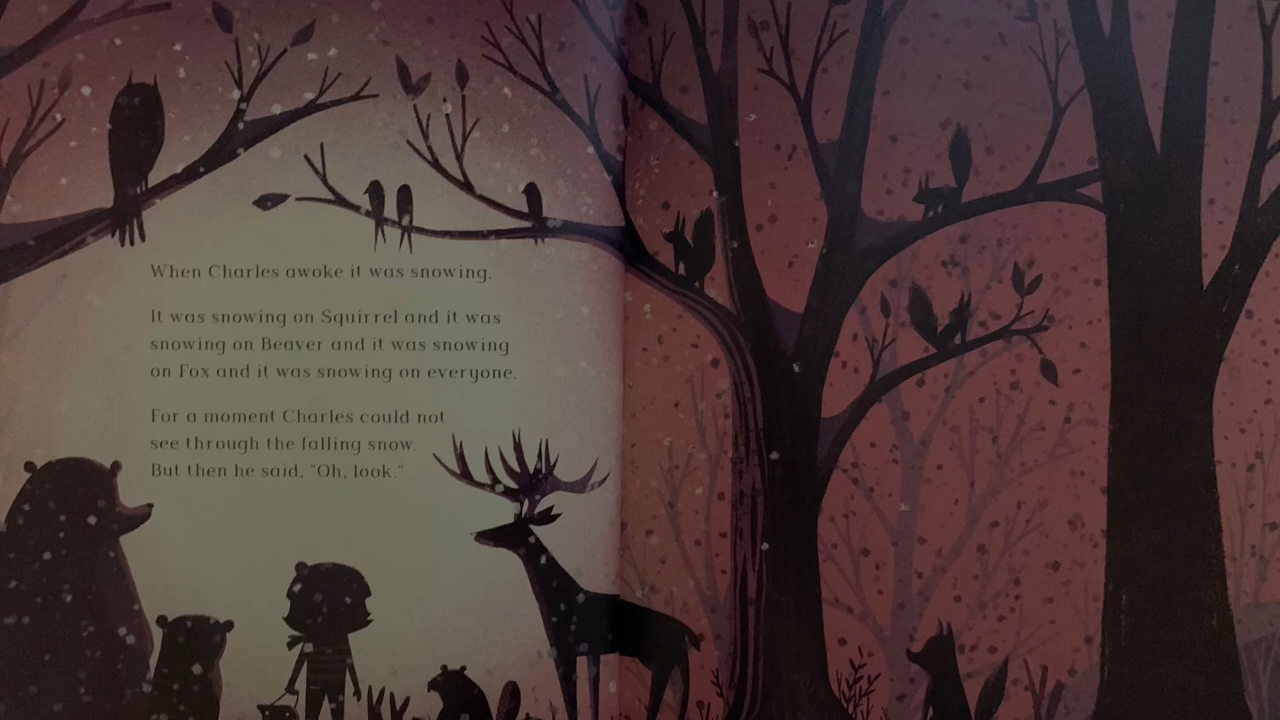 When Charles awoke it was snowing.
It was snowing on Squirrel and it was
snowing on Beaver and it was snowing
on Fox and it was snowing on everyone.
For a moment Charles could not
see through the falling snow.
But then he said, "Oh, look."